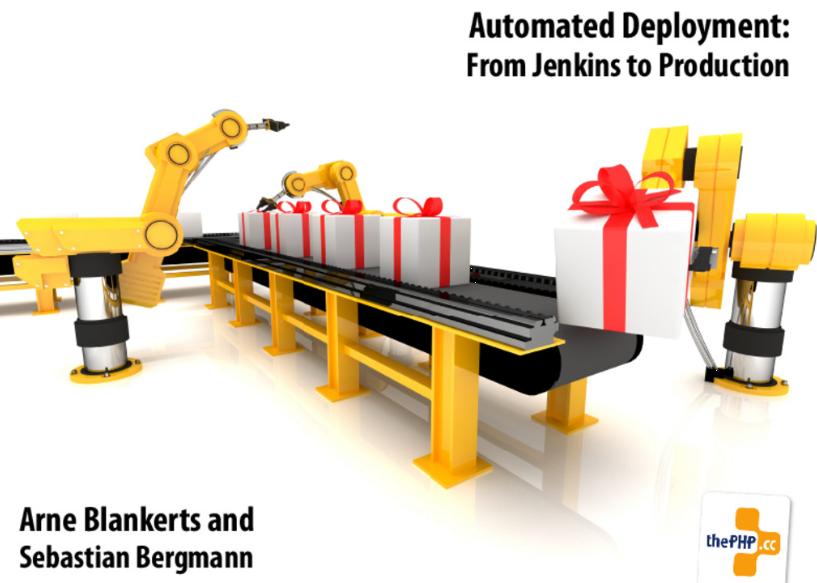 Automated Deployment:
From Jenkins to Production
Arne Blankerts and
Sebastian Bergmann
thePHP.cc